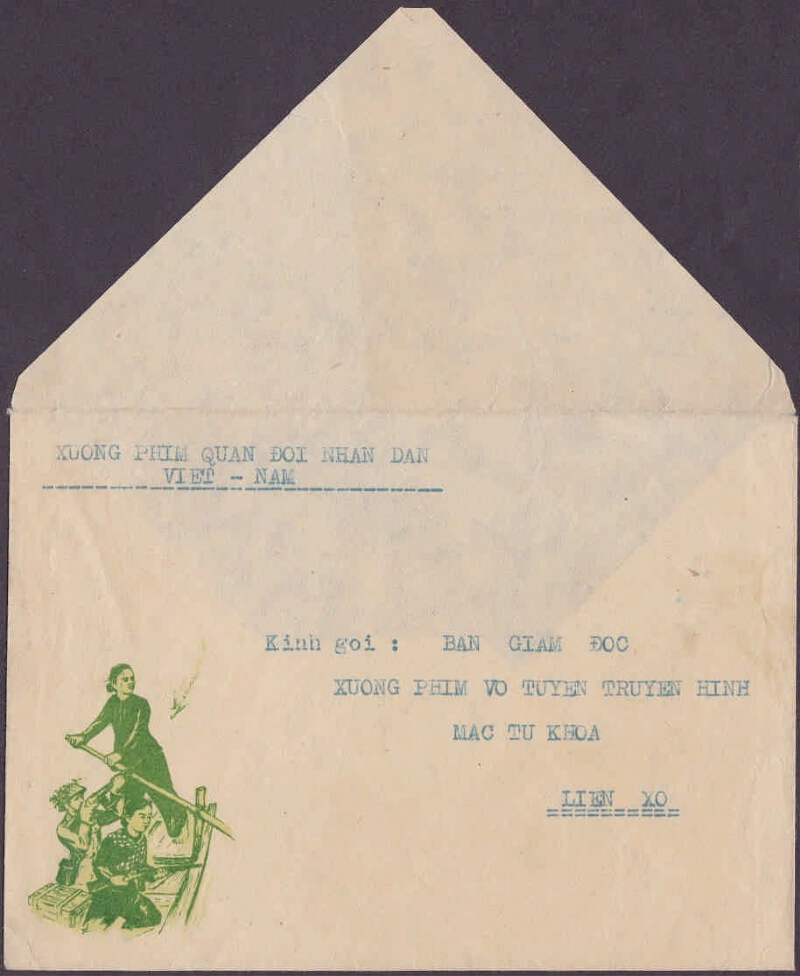 XUONG PHIM QUAN ĐOI NHAN DAN
VIET - NAM
Kinh goi : BAN GIAM ĐOC
XUONG PHIM VO TUYEN TRUYEN HINH
MAC TU KHOA
LIEN XO